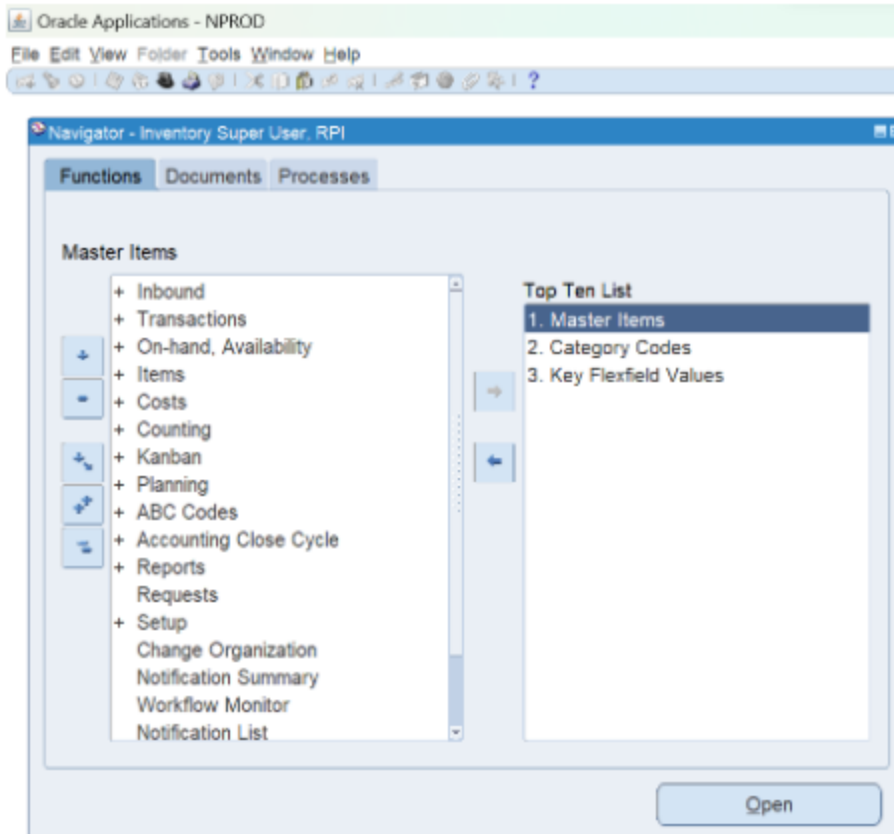 Oracle Applications - NPROD
File Edit View Folder Tools Window Help
?
Navigator - Inventory Super User, RPI
Functions Documents Processes
Master Items
+ Inbound
+ Transactions
+ On-hand, Availability
+ Items
+ Costs
+ Counting
+ Kanban
+ Planning
+ ABC Codes
+ Accounting Close Cycle
+ Reports
Requests
+ Setup
Change Organization
Notification Summary
Workflow Monitor
Notification List
Top Ten List
1. Master Items
2. Category Codes
3. Key Flexfield Values
Open